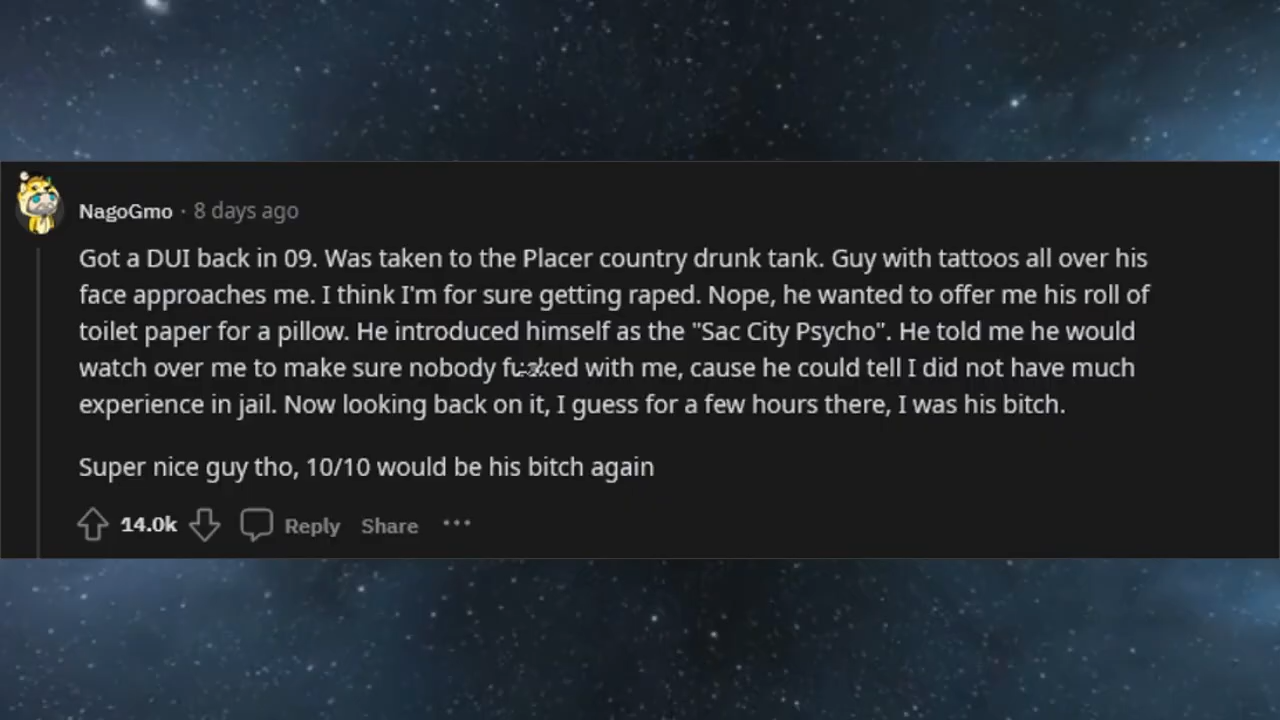 NagoGmo · 8 days ago
Got a DUI back in 09. Was taken to the Placer country drunk tank. Guy with tattoos all over his
face approaches me. I think I'm for sure getting raped. Nope, he wanted to offer me his roll of
toilet paper for a pillow. He introduced himself as the "Sac City Psycho". He told me he would
watch over me to make sure nobody fucked with me, cause he could tell I did not have much
experience in jail. Now looking back on it, I guess for a few hours there, I was his bitch.
Super nice guy tho, 10/10 would be his bitch again
14.0k Reply Share ···